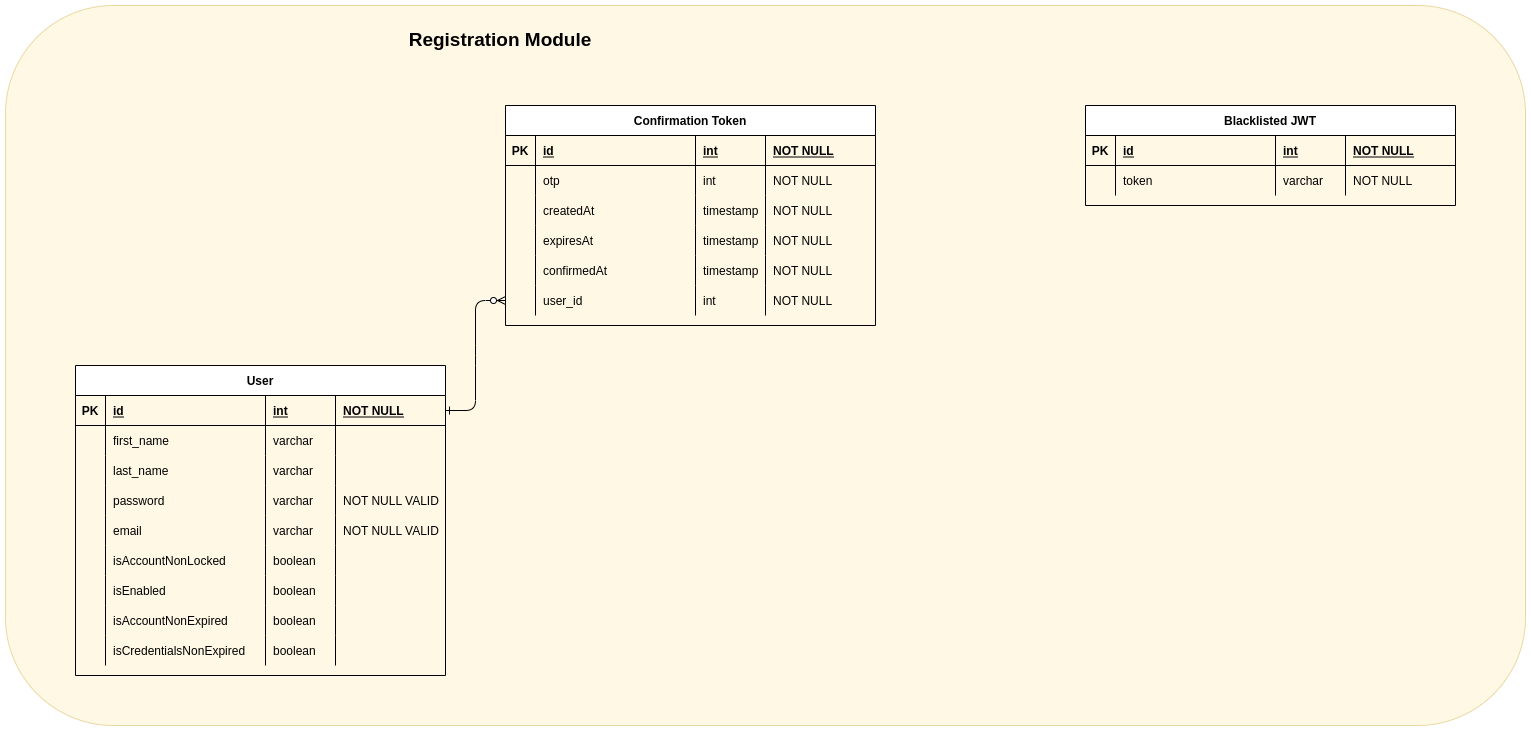 Registration Module
Confirmation Token
PK id int NOT NULL
otp int NOT NULL
createdAt timestamp NOT NULL
expiresAt timestamp NOT NULL
confirmedAt timestamp NOT NULL
user_id int NOT NULL
Blacklisted JWT
PK id int NOT NULL
token varchar NOT NULL
User
PK id int NOT NULL
first_name varchar
last_name varchar
password varchar NOT NULL VALID
email varchar NOT NULL VALID
isAccountNonLocked boolean
isEnabled boolean
isAccountNonExpired boolean
isCredentialsNonExpired boolean